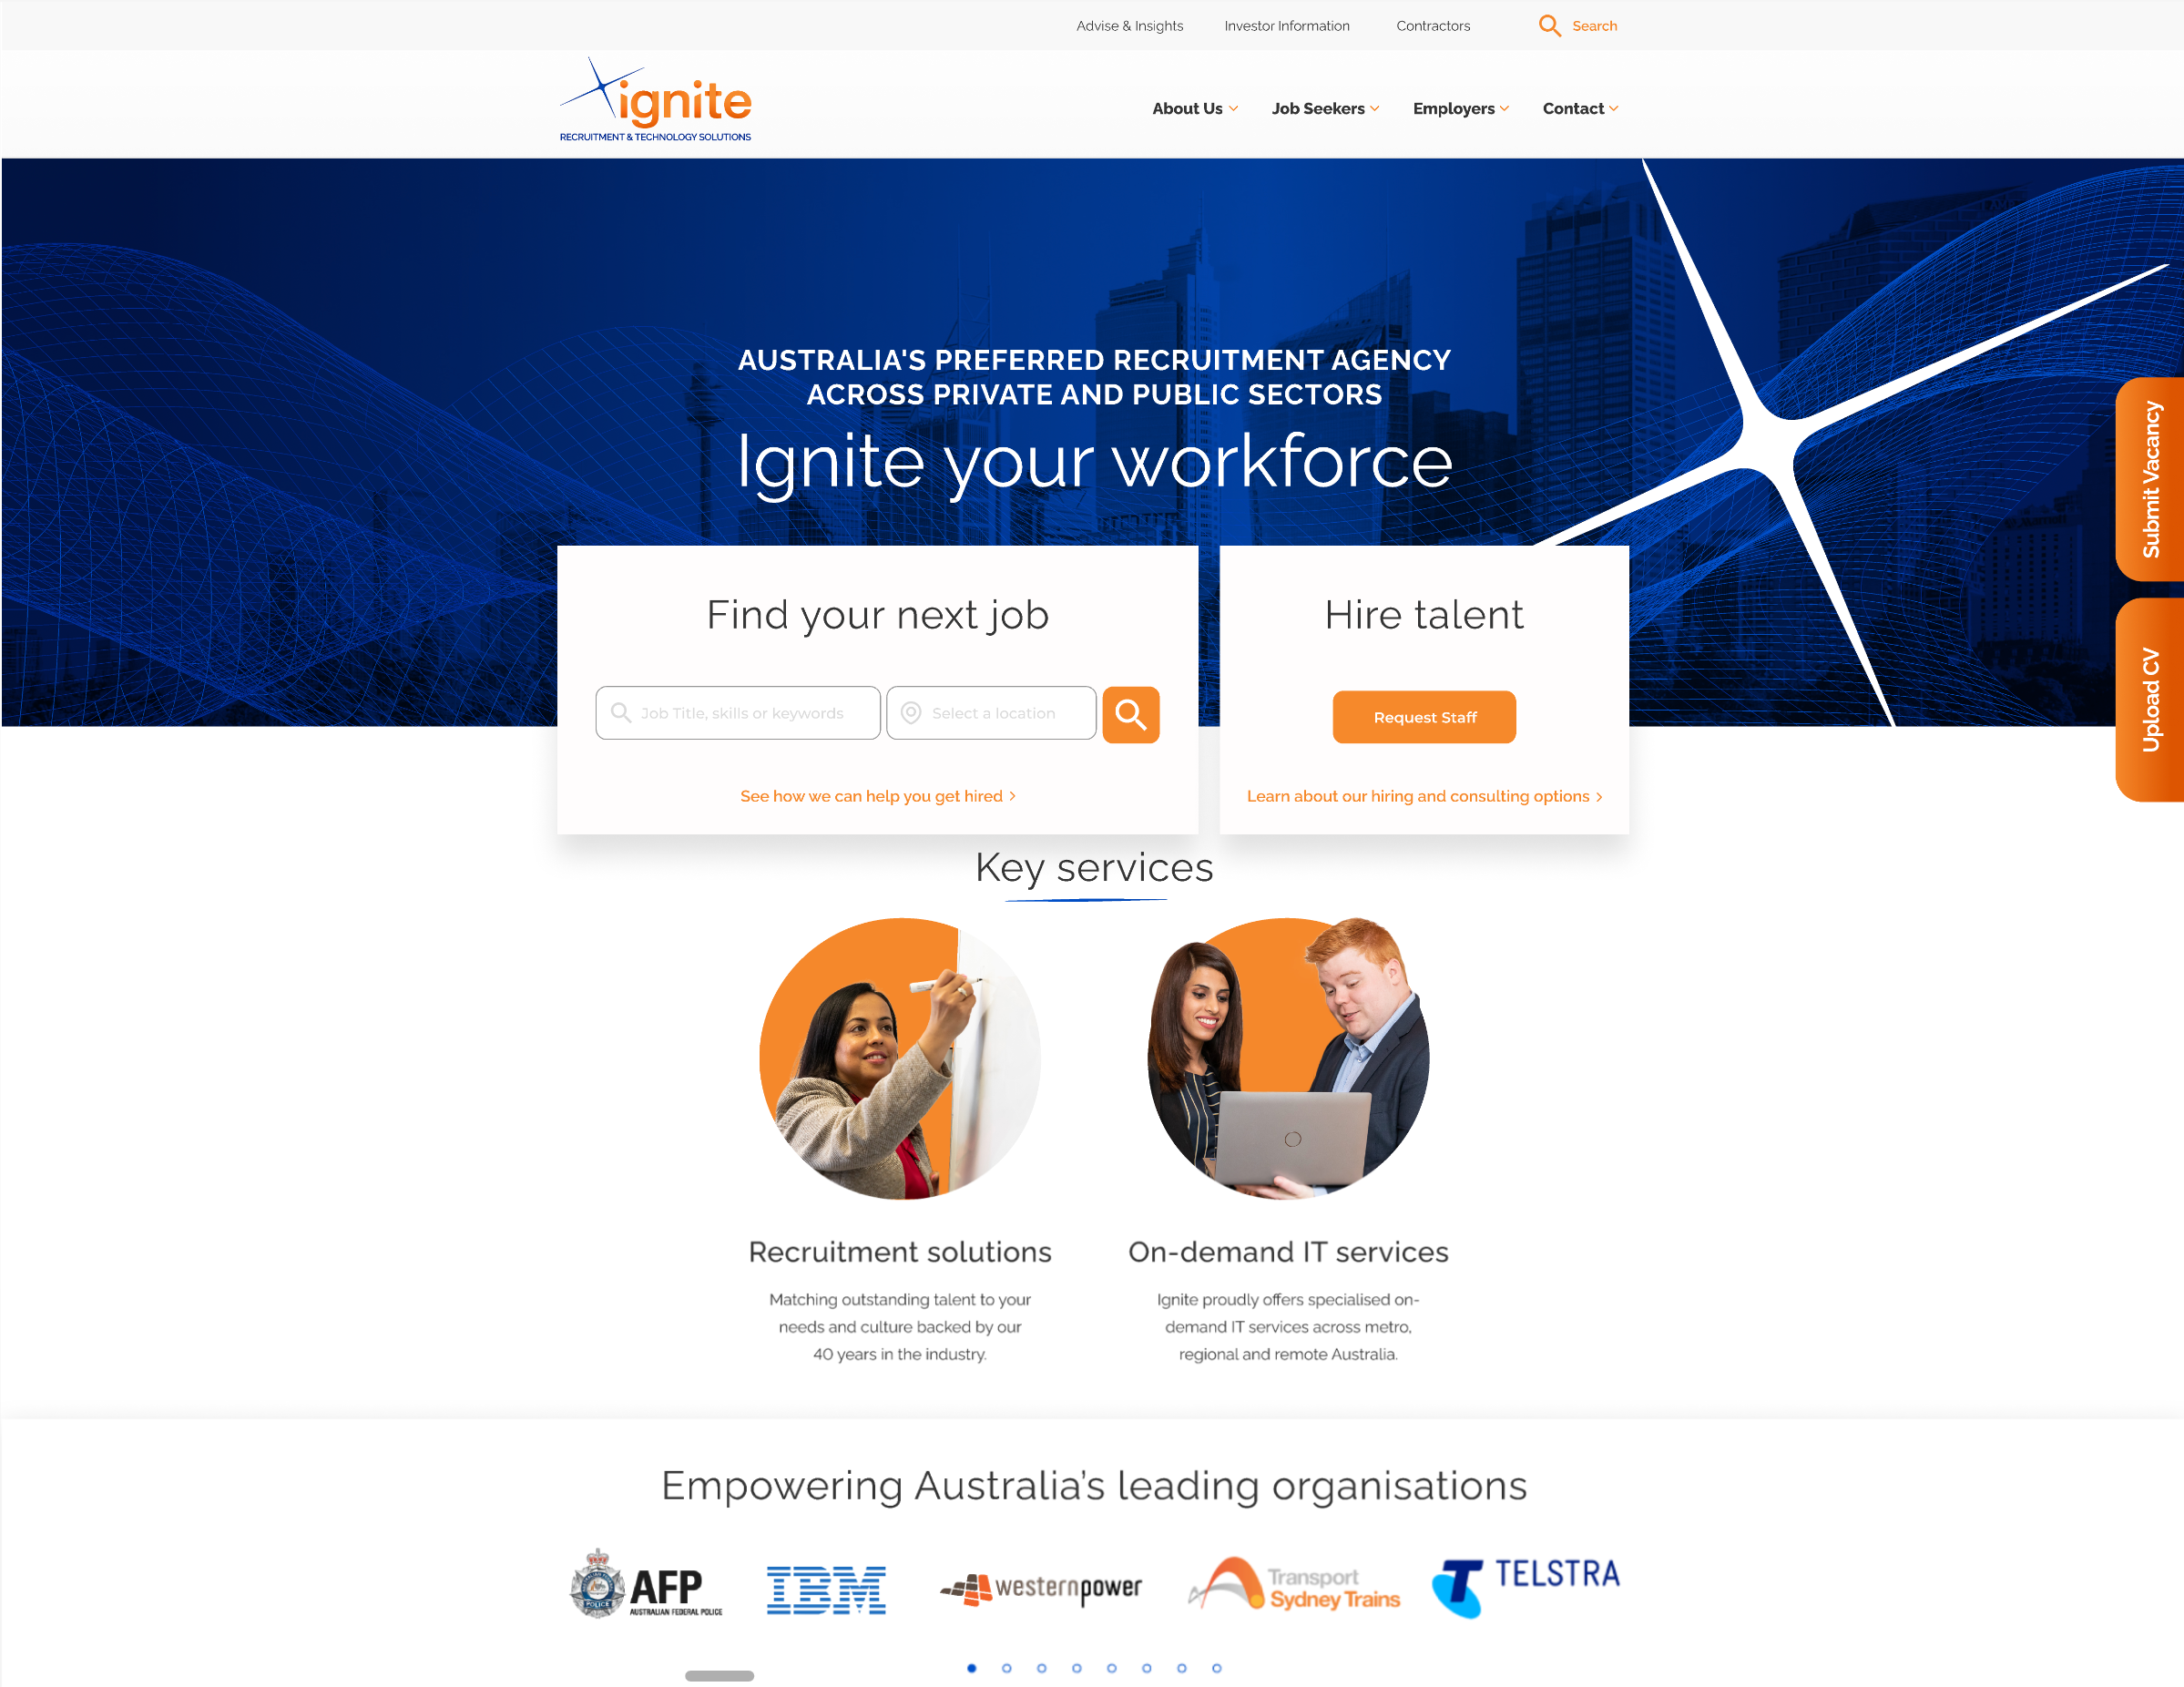 Advise & Insights
Investor Information
Contractors
Search
ignite
RECRUITMENT & TECHNOLOGY SOLUTIONS
About Us
Job Seekers
Employers
Contact
AUSTRALIA'S PREFERRED RECRUITMENT AGENCY
ACROSS PRIVATE AND PUBLIC SECTORS
Ignite your workforce
Submit Vacancy
Upload CV
Find your next job
Job Title, skills or keywords
Select a location
See how we can help you get hired
Hire talent
Request Staff
Learn about our hiring and consulting options
Key services
Recruitment solutions
Matching outstanding talent to your
needs and culture backed by our
40 years in the industry.
On-demand IT services
Ignite proudly offers specialised on-
demand IT services across metro,
regional and remote Australia.
Empowering Australia’s leading organisations
AFP
AUSTRALIAN FEDERAL POLICE
IBM
westernpower
Transport
Sydney Trains
TELSTRA